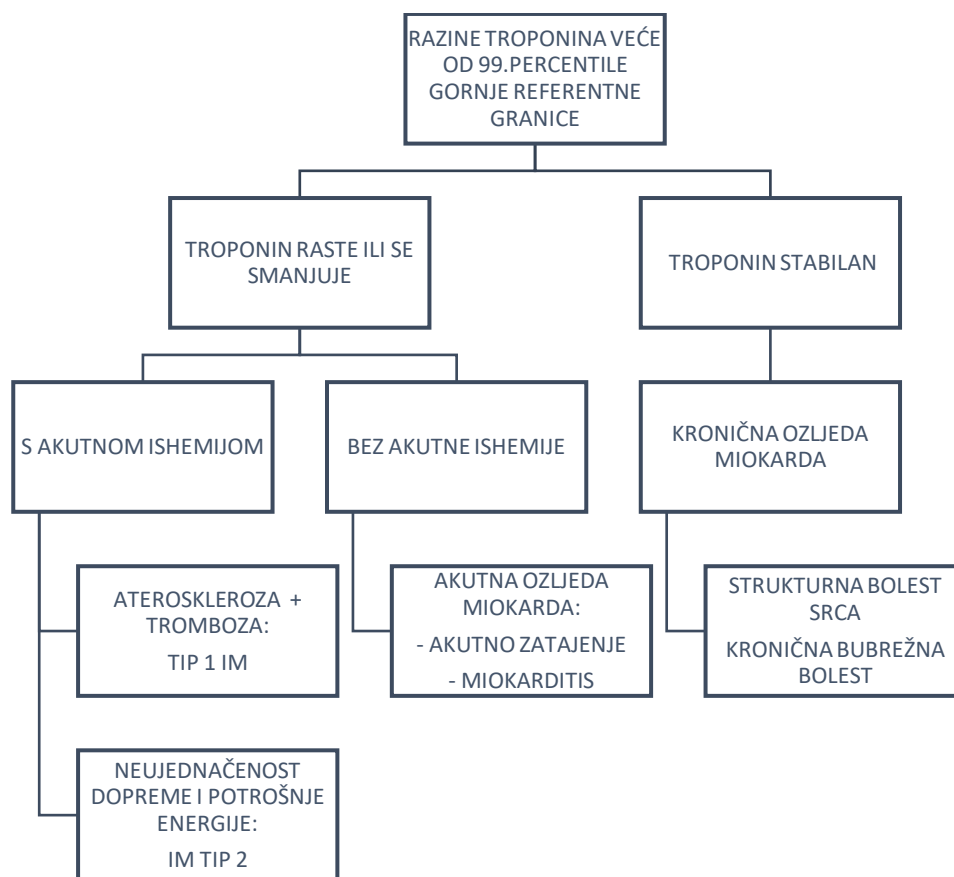 RAZINE TROPONINA VEĆE
OD 99.PERCENTILE
GORNJE REFERENTNE
GRANICE
TROPONIN RASTE ILI SE
SMANJUJE
TROPONIN STABILAN
S AKUTNOM ISHEMIJOM
BEZ AKUTNE ISHEMIJE
KRONIČNA OZLJEDA
MIOKARDA
ATEROSKLEROZA +
TROMBOZA:
TIP 1 IM
AKUTNA OZLJEDA
MIOKARDA:
- AKUTNO ZATAJENJE
- MIOKARDITIS
STRUKTURNA BOLEST
SRCA
KRONIČNA BUBREŽNA
BOLEST
NEUJEDNAČENOST
DOPREME I POTROŠNJE
ENERGIJE:
IM TIP 2